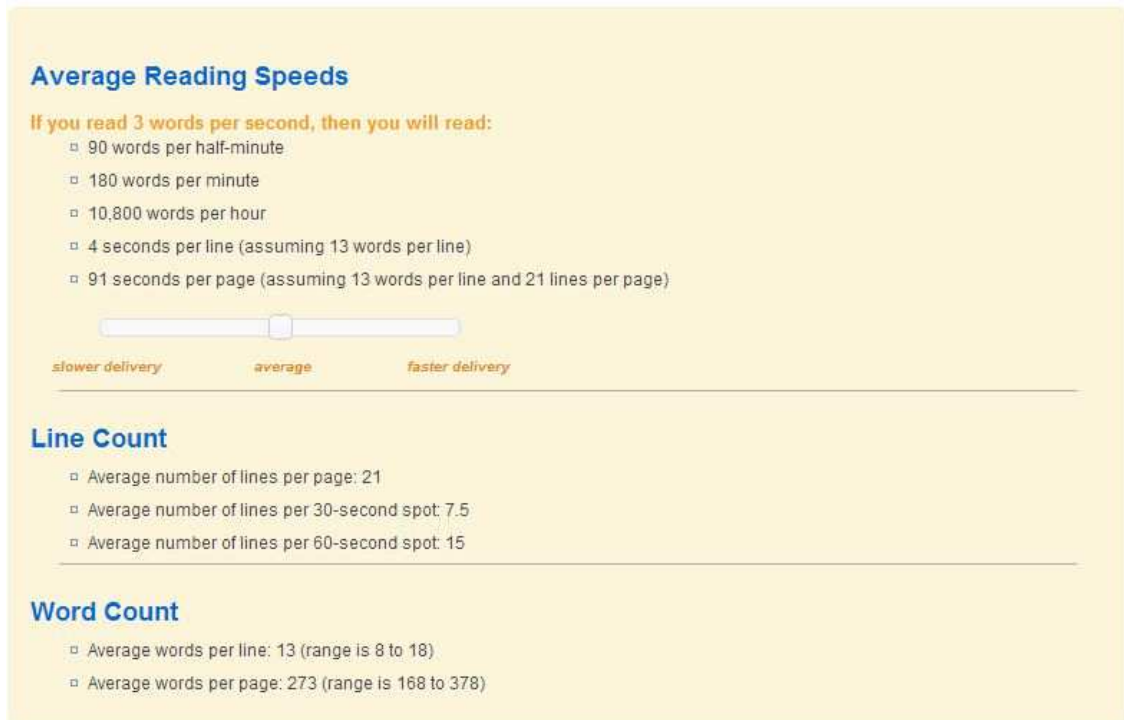 Average Reading Speeds
If you read 3 words per second, then you will read:
90 words per half-minute
180 words per minute
10,800 words per hour
4 seconds per line (assuming 13 words per line)
91 seconds per page (assuming 13 words per line and 21 lines per page)
slower delivery average faster delivery
Line Count
Average number of lines per page: 21
Average number of lines per 30-second spot: 7.5
Average number of lines per 60-second spot: 15
Word Count
Average words per line: 13 (range is 8 to 18)
Average words per page: 273 (range is 168 to 378)